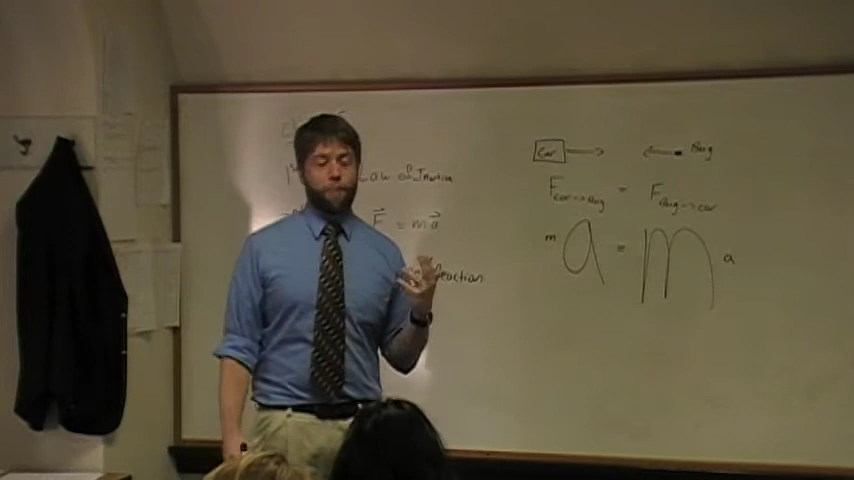 Law of Inertia
F = ma
Reaction
Car → ← Bug
F car→Bug = F Bug→car
m a = m a